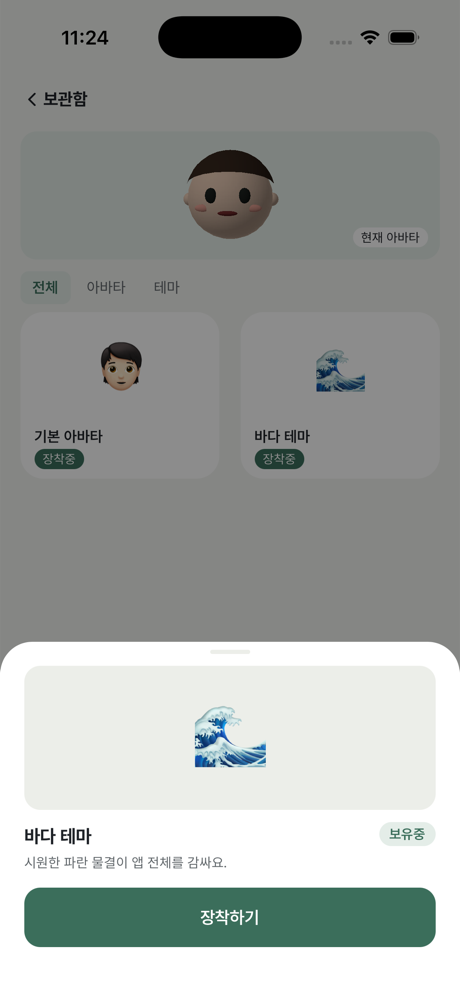 11:24
보관함
현재 아바타
전체 아바타 테마
기본 아바타
장착중
바다 테마
장착중
바다 테마
보유중
시원한 파란 물결이 앱 전체를 감싸요.
장착하기